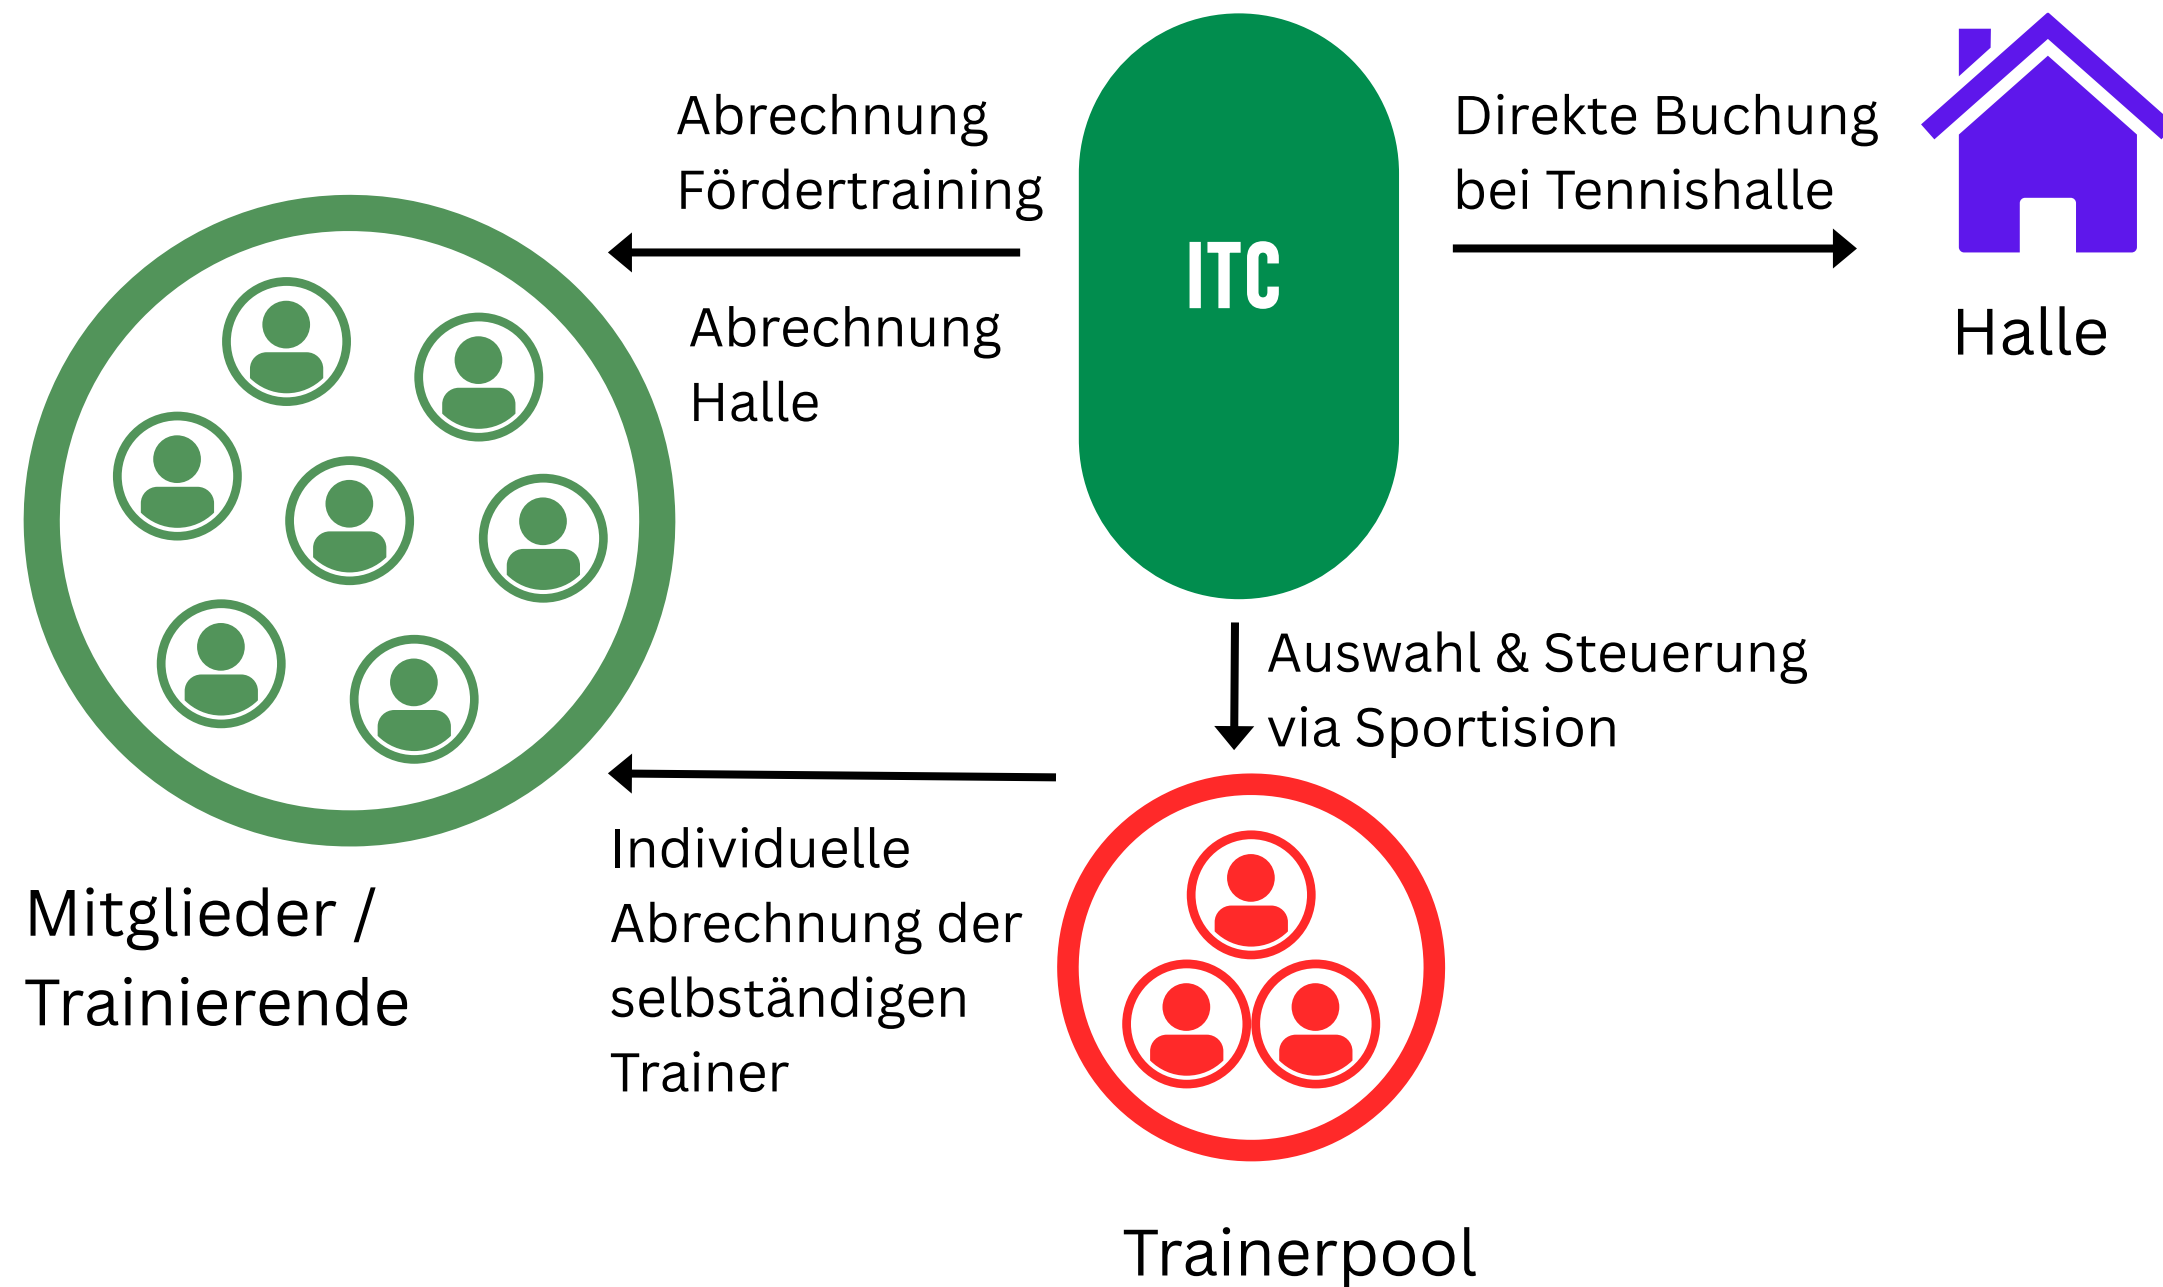 Abrechnung
Fördertraining
Abrechnung
Halle
ITC
Direkte Buchung
bei Tennishalle
Halle
Auswahl & Steuerung
via Sportision
Individuelle
Abrechnung der
selbständigen
Trainer
Mitglieder /
Trainierende
Trainerpool